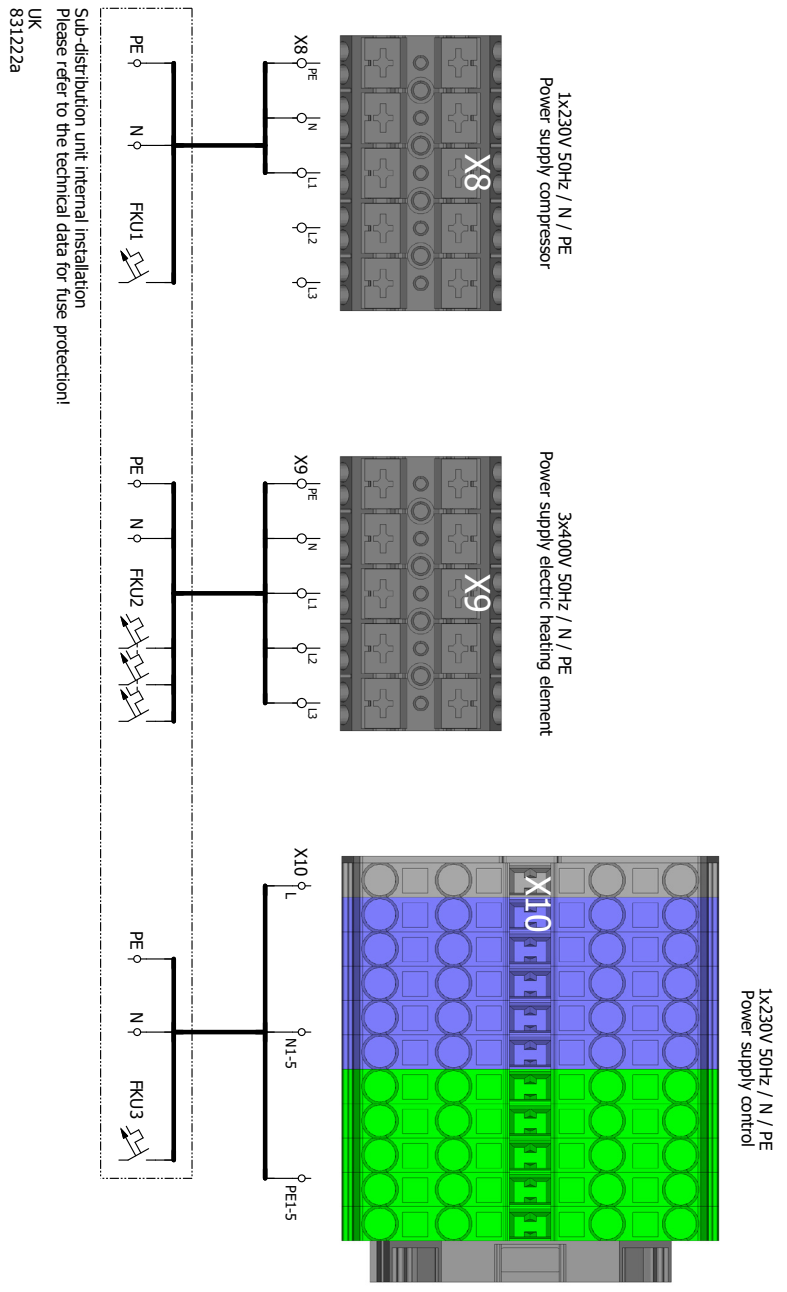 1x230V 50Hz / N / PE
Power supply compressor
X8
X8
PE
N
L1
L2
L3
PE
N
FKU1
3x400V 50Hz / N / PE
Power supply electric heating element
X9
X9
PE
N
L1
L2
L3
PE
N
FKU2
1x230V 50Hz / N / PE
Power supply control
X10
X10
L
N1-5
PE1-5
PE
N
FKU3
Sub-distribution unit internal installation
Please refer to the technical data for fuse protection!
UK
831222a